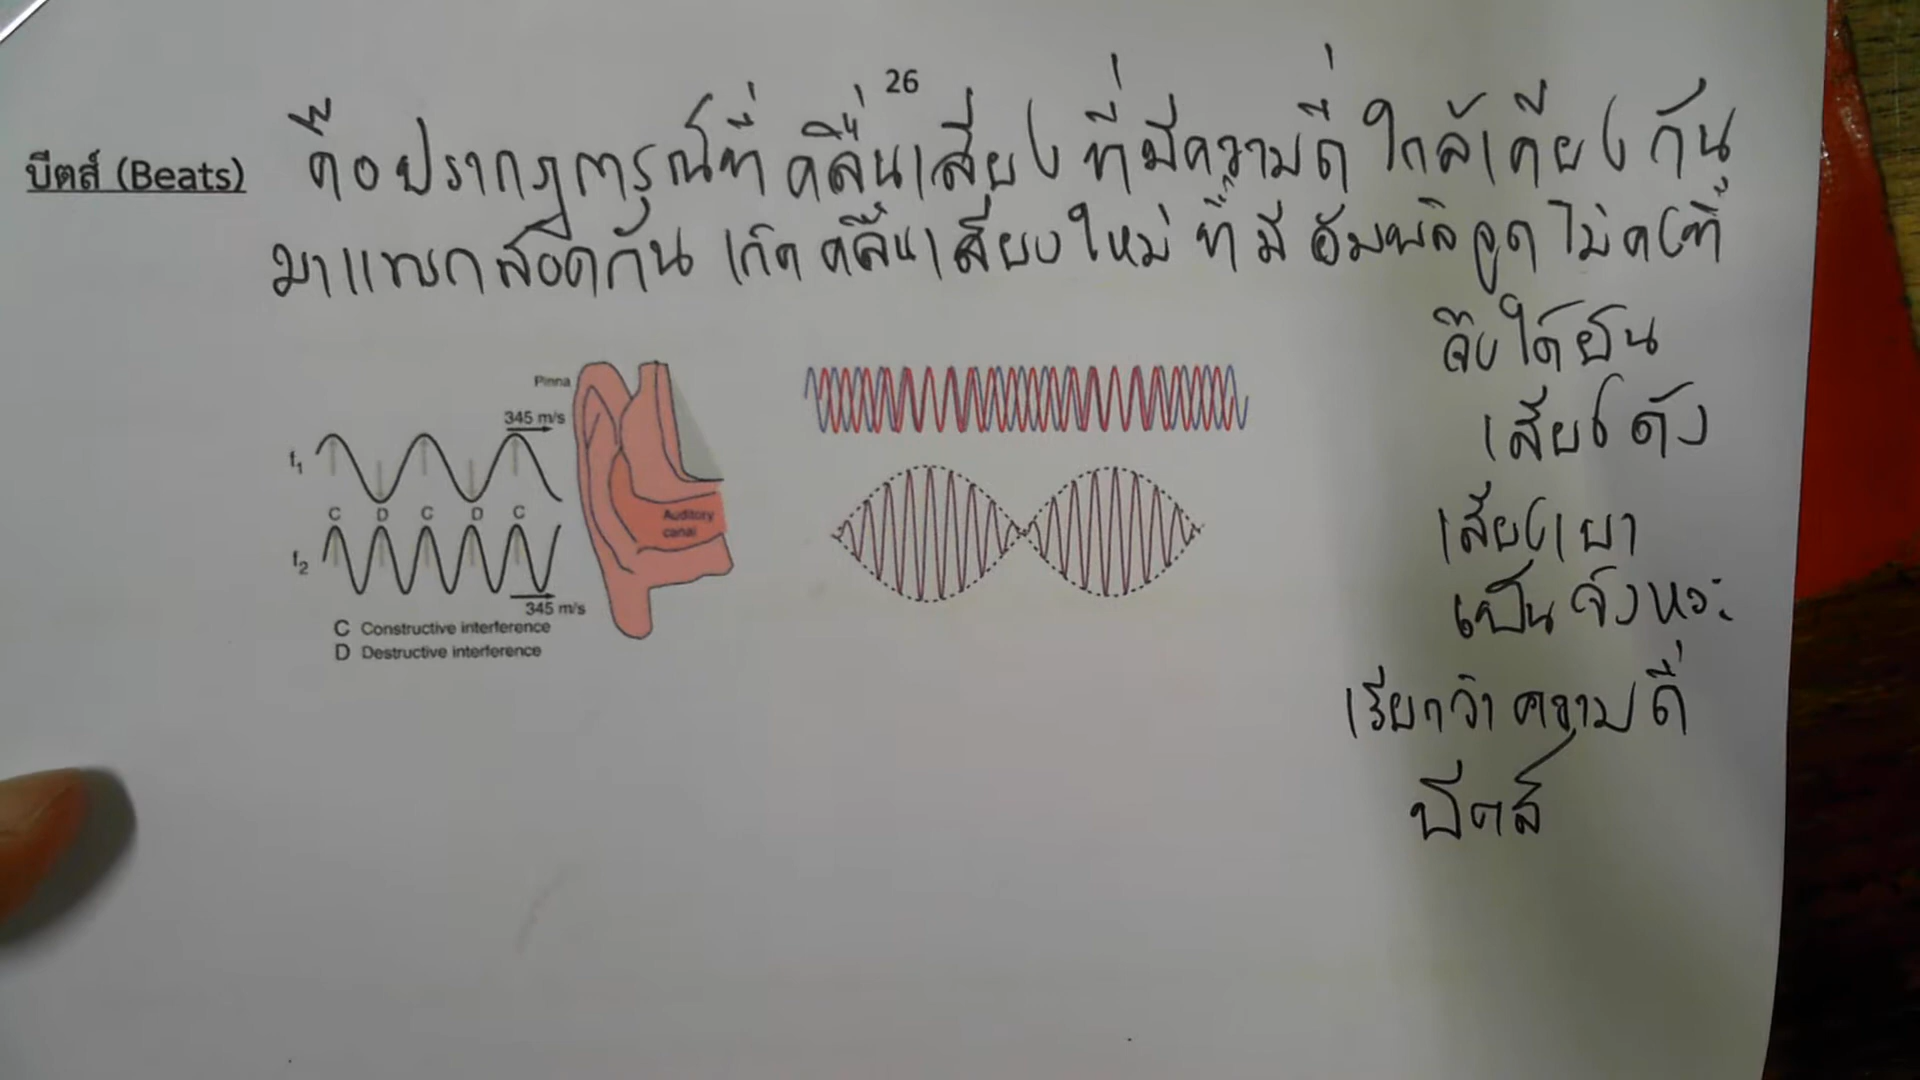 26
บีตส์ (Beats) คือปรากฏการณ์ที่ คลื่นเสียง ที่มีความถี่ ใกล้เคียง กัน
มาแทรกสอดกัน เกิด คลื่นเสียงใหม่ ที่ มี อัมพลิจูด ไม่คงที่
จึงได้ยิน
เสียงดัง
เสียงเบา
เป็น จังหวะ
เรียกว่า ความถี่
บีตส์
Pinna
345 m/s
f1
C D C D C
Auditory
canal
f2
345 m/s
C Constructive interference
D Destructive interference